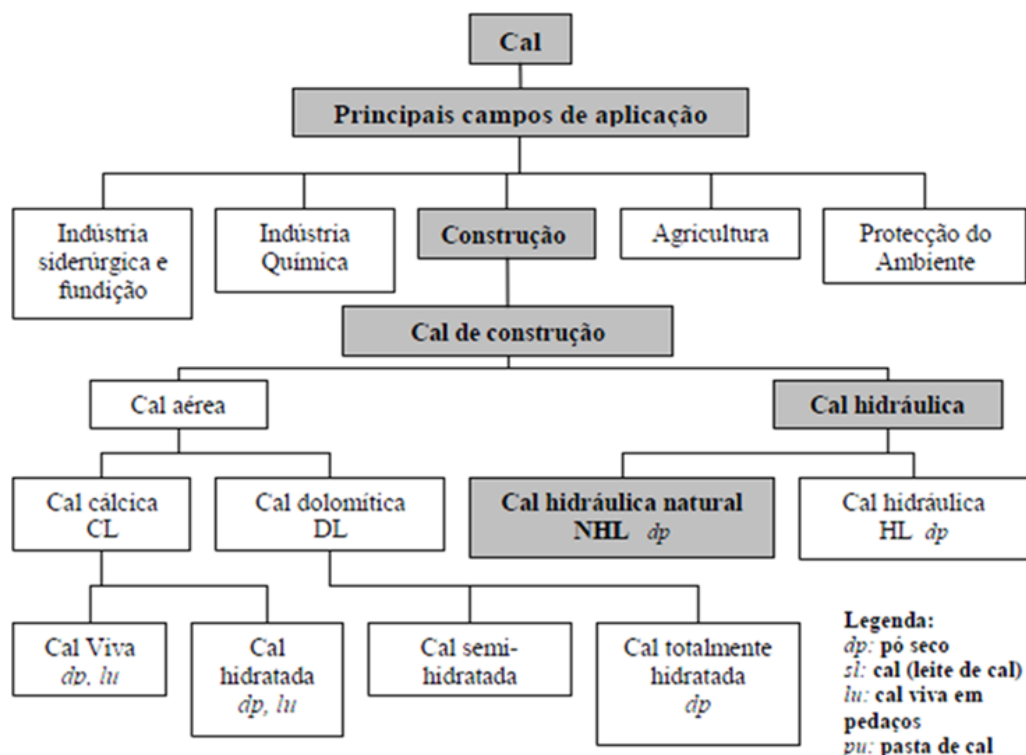 Cal
Principais campos de aplicação
Indústria
siderúrgica e
fundição
Indústria
Química
Construção
Agricultura
Protecção do
Ambiente
Cal de construção
Cal aérea
Cal hidráulica
Cal cálcica
CL
Cal dolomítica
DL
Cal hidráulica natural
NHL dp
Cal hidráulica
HL dp
Cal Viva
dp, lu
Cal
hidratada
dp, lu
Cal semi-
hidratada
Cal totalmente
hidratada
dp
Legenda:
dp: pó seco
sl: cal (leite de cal)
lu: cal viva em
pedaços
pu: pasta de cal